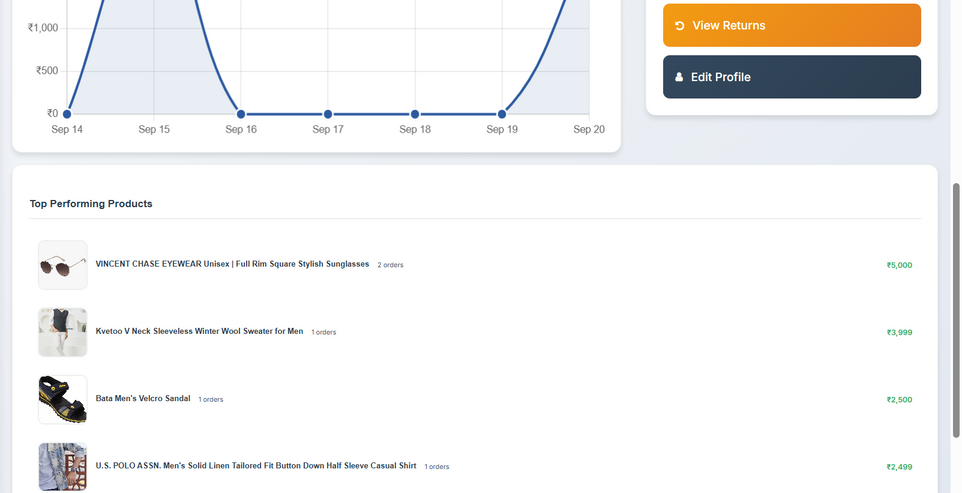 ₹1,000
₹500
₹0
Sep 14 Sep 15 Sep 16 Sep 17 Sep 18 Sep 19 Sep 20
View Returns
Edit Profile
Top Performing Products
VINCENT CHASE EYEWEAR Unisex | Full Rim Square Stylish Sunglasses 2 orders ₹5,000
Kvetoo V Neck Sleeveless Winter Wool Sweater for Men 1 orders ₹3,999
Bata Men's Velcro Sandal 1 orders ₹2,500
U.S. POLO ASSN. Men's Solid Linen Tailored Fit Button Down Half Sleeve Casual Shirt 1 orders ₹2,499